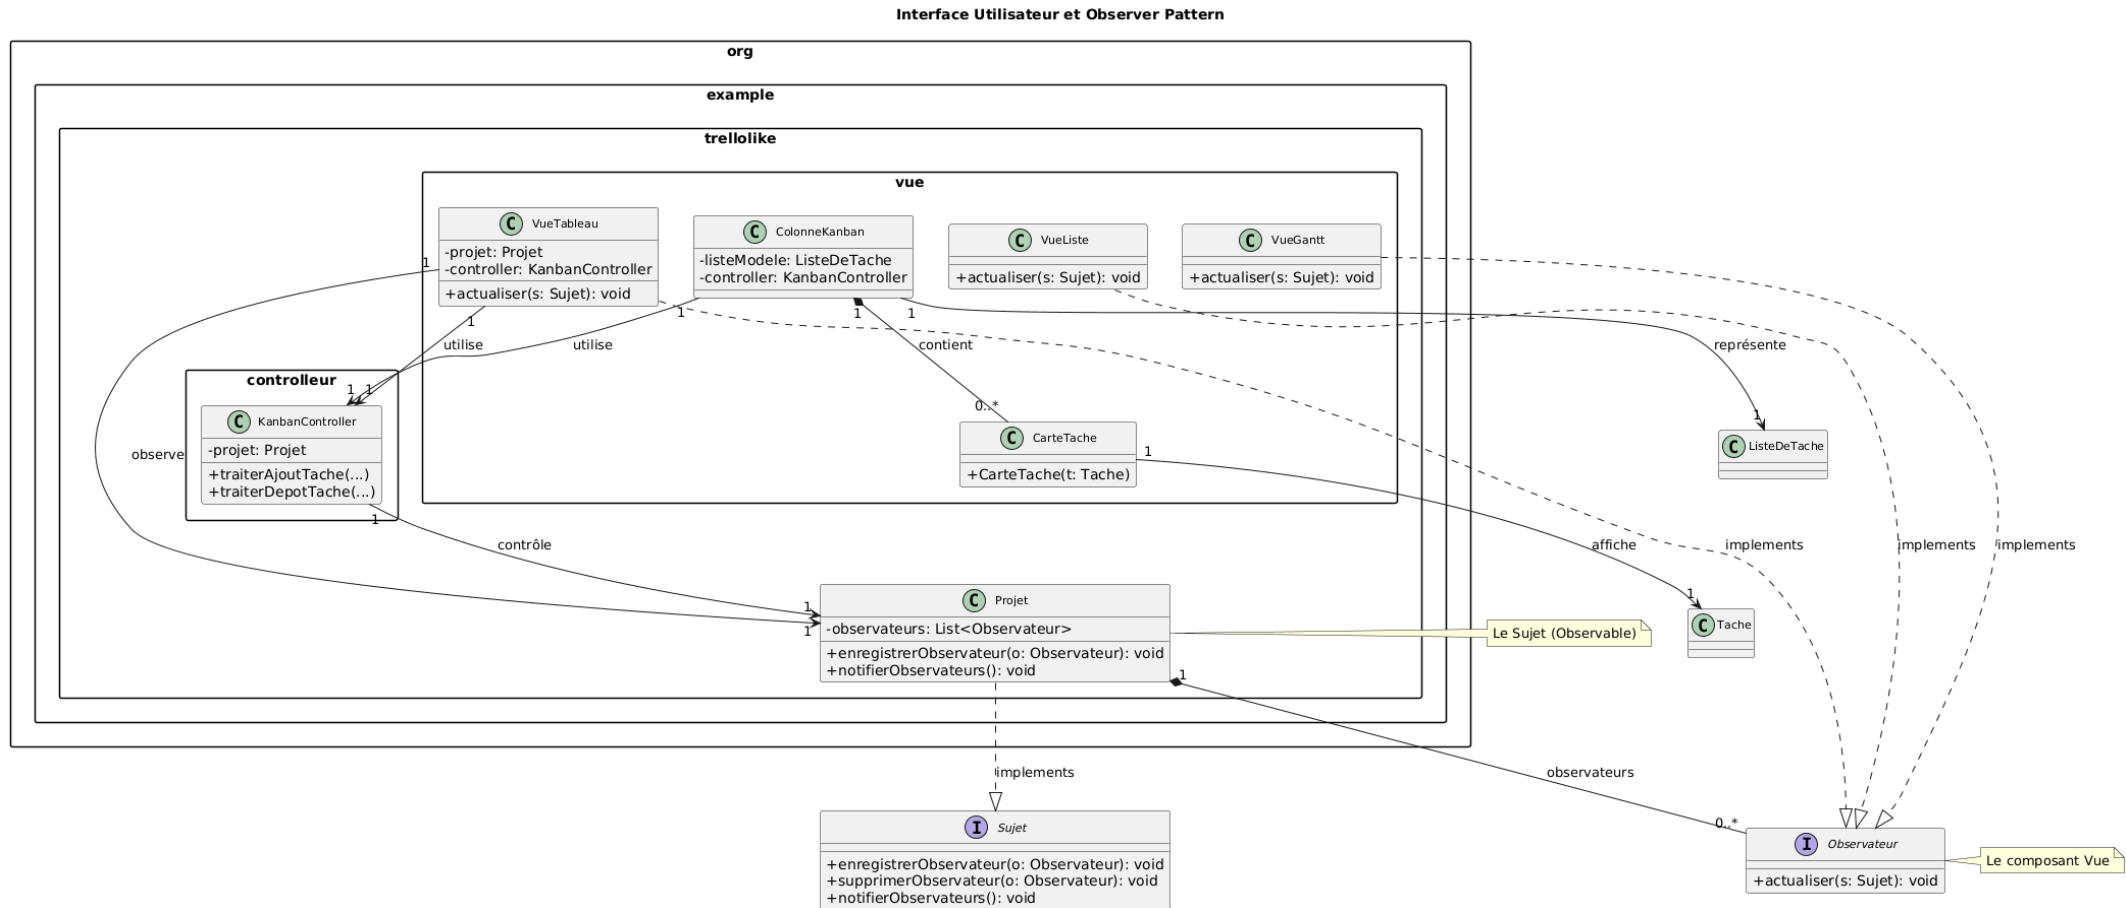 Interface Utilisateur et Observer Pattern
org
example
trellolike
vue
C VueTableau
-projet: Projet
-controller: KanbanController
+actualiser(s: Sujet): void
C ColonneKanban
-listeModele: ListeDeTache
-controller: KanbanController
C VueListe
+actualiser(s: Sujet): void
C VueGantt
+actualiser(s: Sujet): void
1
1
1
1
1
utilise
utilise
contient
représente
controlleur
1
1
0..*
1
C KanbanController
-projet: Projet
+traiterAjoutTache(...)
+traiterDepotTache(...)
C CarteTache
+CarteTache(t: Tache)
1
C ListeDeTache
observe
1
contrôle
affiche
implements
implements
implements
1
1
1
C Projet
-observateurs: List<Observateur>
+enregistrerObservateur(o: Observateur): void
+notifierObservateurs(): void
Le Sujet (Observable)
C Tache
1
implements
observateurs
0..*
I Sujet
+enregistrerObservateur(o: Observateur): void
+supprimerObservateur(o: Observateur): void
+notifierObservateurs(): void
I Observateur
+actualiser(s: Sujet): void
Le composant Vue